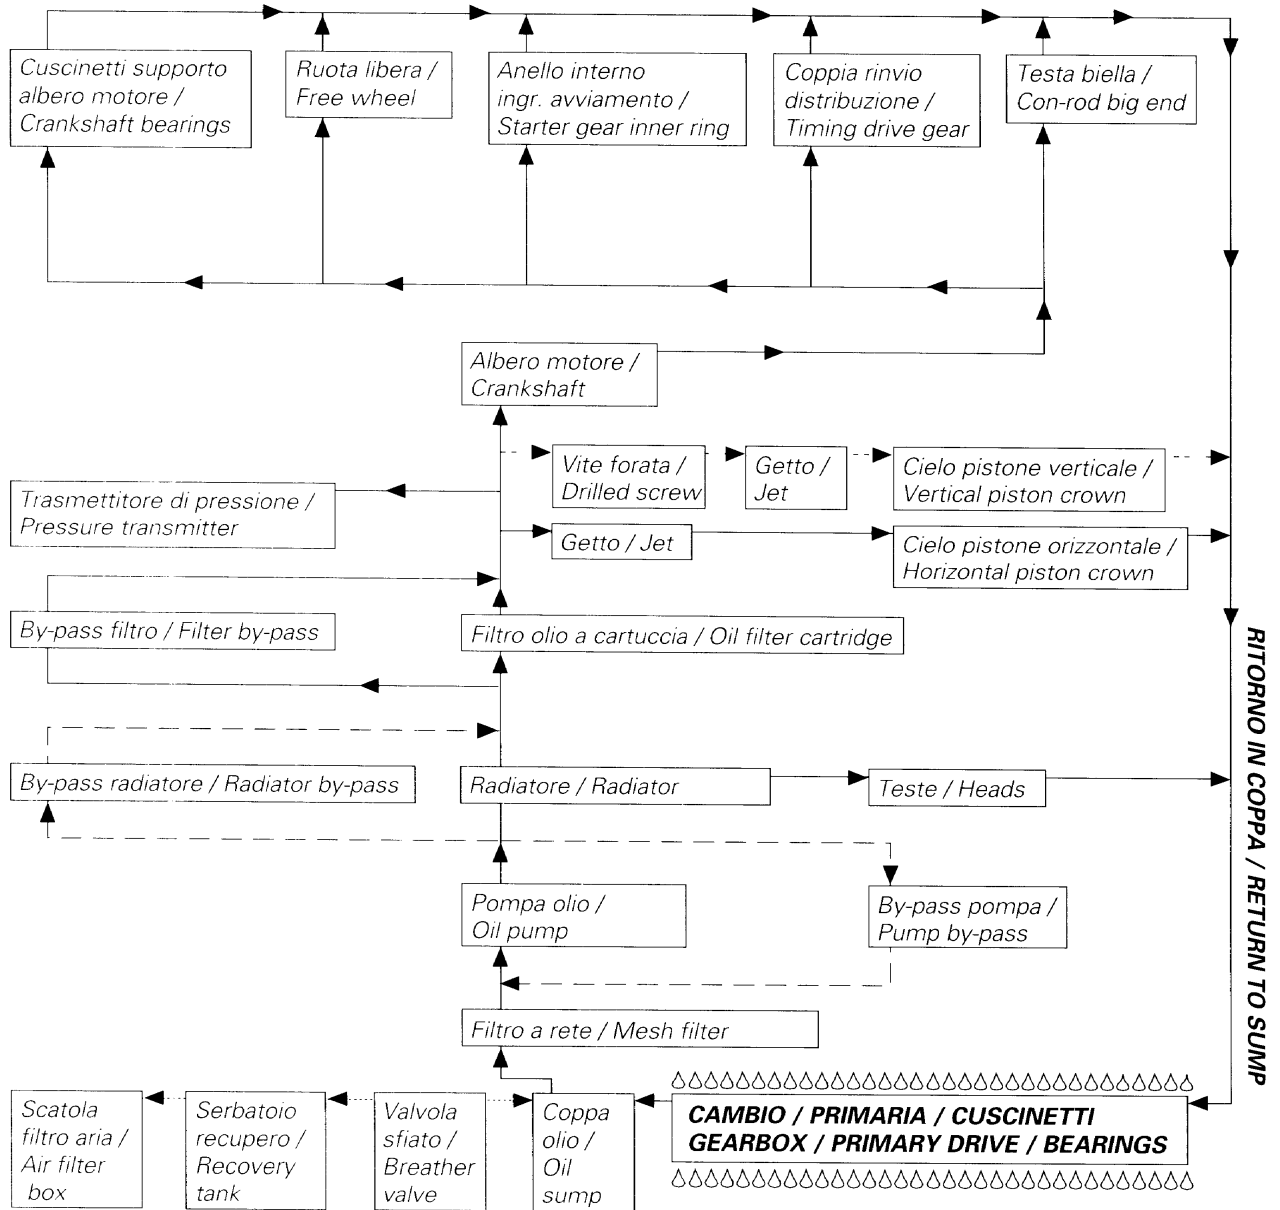 Cuscinetti supporto
albero motore /
Crankshaft bearings
Ruota libera /
Free wheel
Anello interno
ingr. avviamento /
Starter gear inner ring
Coppia rinvio
distribuzione /
Timing drive gear
Testa biella /
Con-rod big end
Albero motore /
Crankshaft
Vite forata /
Drilled screw
Getto /
Jet
Cielo pistone verticale /
Vertical piston crown
Trasmettitore di pressione /
Pressure transmitter
Getto / Jet
Cielo pistone orizzontale /
Horizontal piston crown
By-pass filtro / Filter by-pass
Filtro olio a cartuccia / Oil filter cartridge
By-pass radiatore / Radiator by-pass
Radiatore / Radiator
Teste / Heads
RITORNO IN COPPA / RETURN TO SUMP
Pompa olio /
Oil pump
By-pass pompa /
Pump by-pass
Filtro a rete / Mesh filter
Scatola
filtro aria /
Air filter
box
Serbatoio
recupero /
Recovery
tank
Valvola
sfiato /
Breather
valve
Coppa
olio /
Oil
sump
CAMBIO / PRIMARIA / CUSCINETTI
GEARBOX / PRIMARY DRIVE / BEARINGS